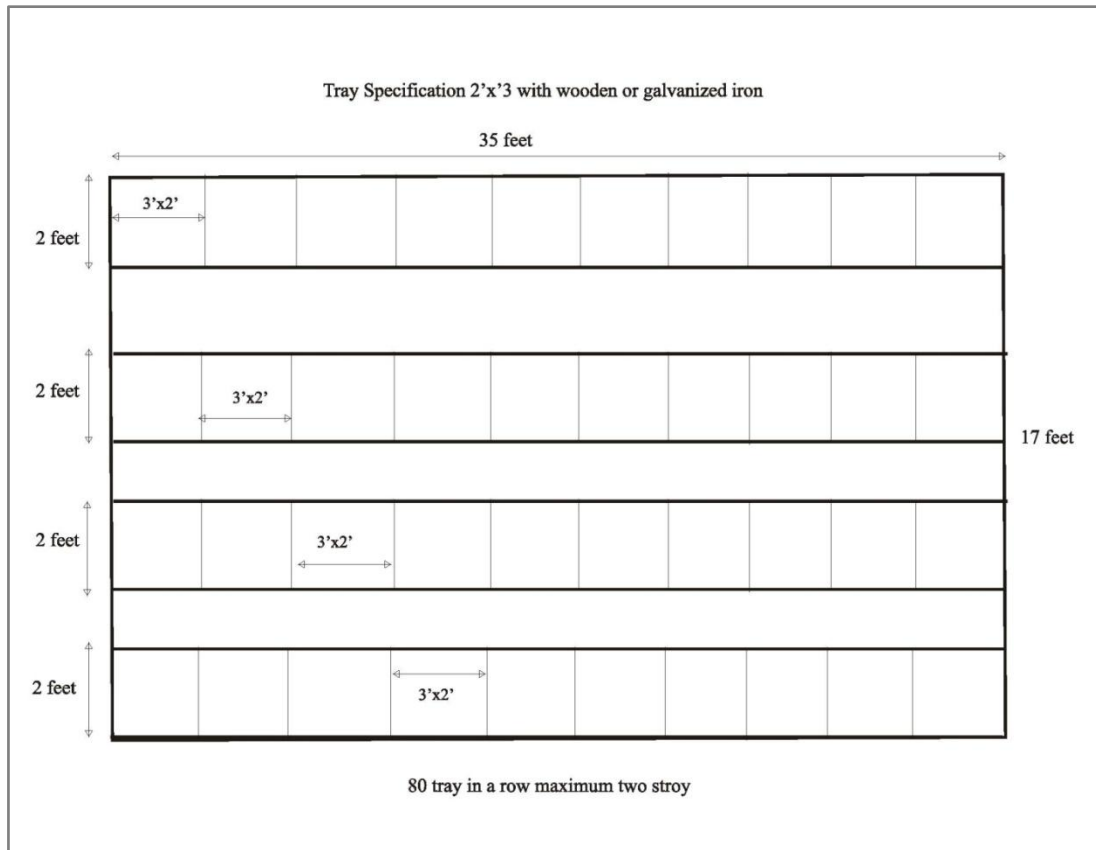 Tray Specification 2’x’3 with wooden or galvanized iron
35 feet
3’x2’
2 feet
2 feet
3’x2’
17 feet
2 feet
3’x2’
2 feet
3’x2’
80 tray in a row maximum two stroy